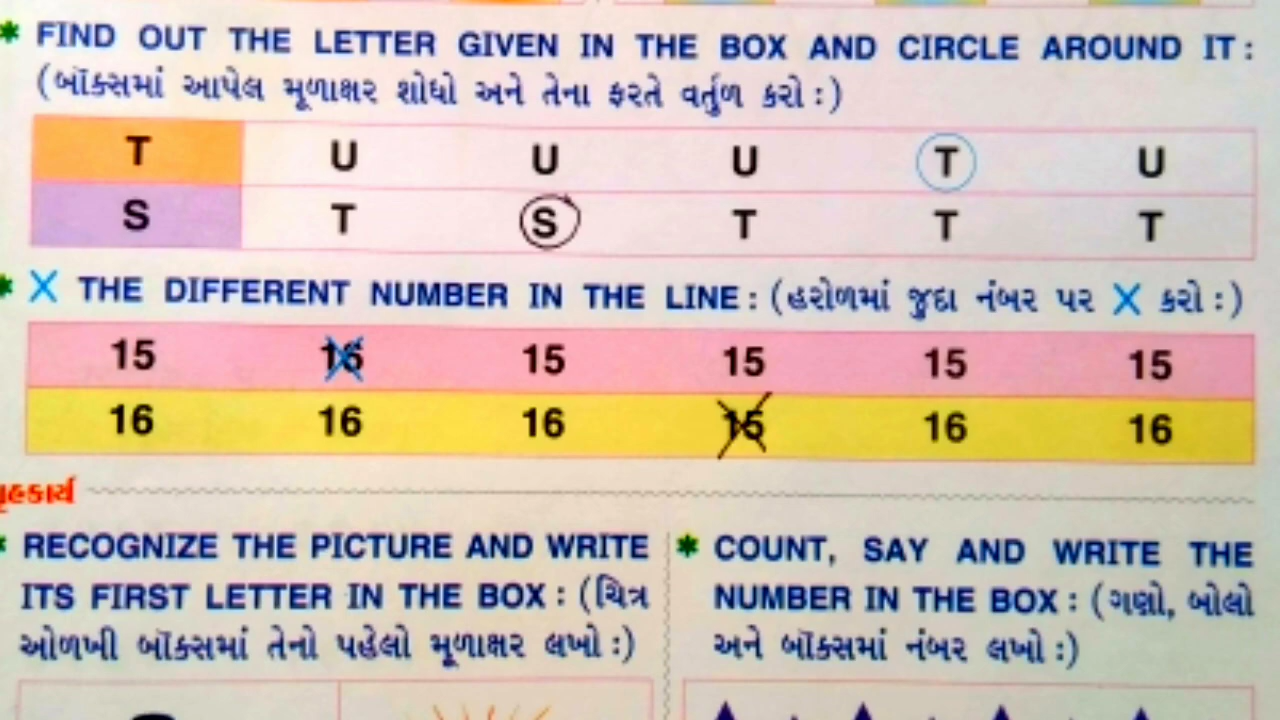 * FIND OUT THE LETTER GIVEN IN THE BOX AND CIRCLE AROUND IT :
(બૉક્સમાં આપેલ મૂળાક્ષર શોધો અને તેના ફરતે વર્તુળ કરો :)
T U U U T U
S T S T T T
* X THE DIFFERENT NUMBER IN THE LINE : (હરોળમાં જુદા નંબર પર X કરો :)
15 16 15 15 15 15
16 16 16 15 16 16
ગૃહકાર્ય
* RECOGNIZE THE PICTURE AND WRITE
ITS FIRST LETTER IN THE BOX : (ચિત્ર
ઓળખી બૉક્સમાં તેનો પહેલો મૂળાક્ષર લખો :)
* COUNT, SAY AND WRITE THE
NUMBER IN THE BOX : (ગણો, બોલો
અને બૉક્સમાં નંબર લખો :)